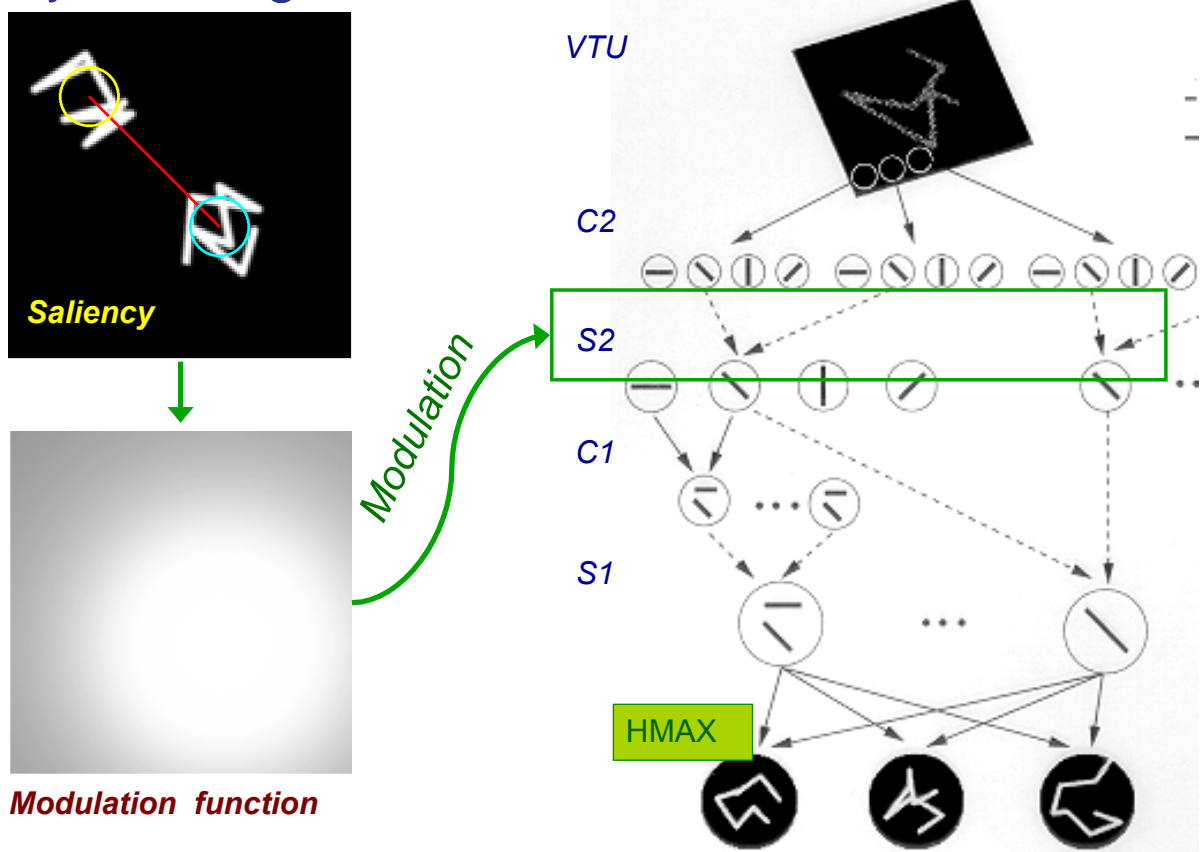 VTU
C2
Saliency
S2
Modulation
C1
S1
HMAX
Modulation function